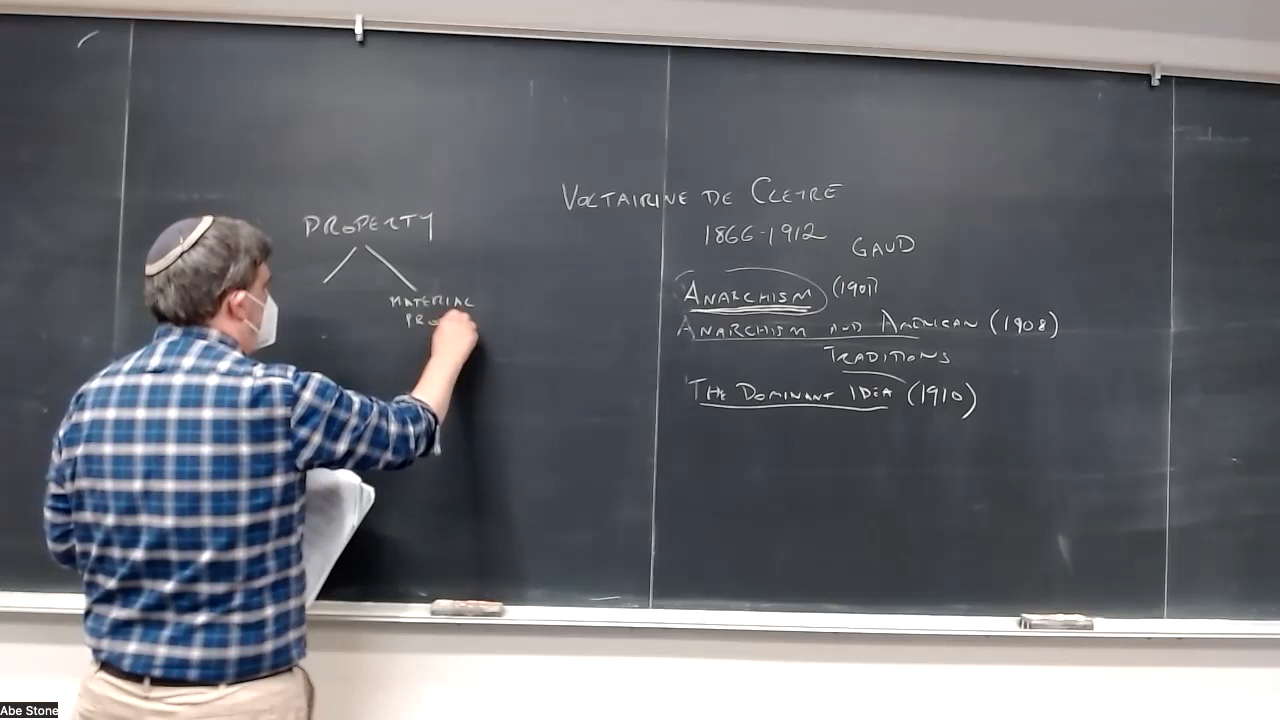 PROPERTY
MATERIAL
PRO
VOLTAIRINE DE CLEYRE
1866-1912
GAUD
ANARCHISM (1901)
ANARCHISM AND AMERICAN (1908)
TRADITIONS
THE DOMINANT IDEA (1910)
Abe Stone